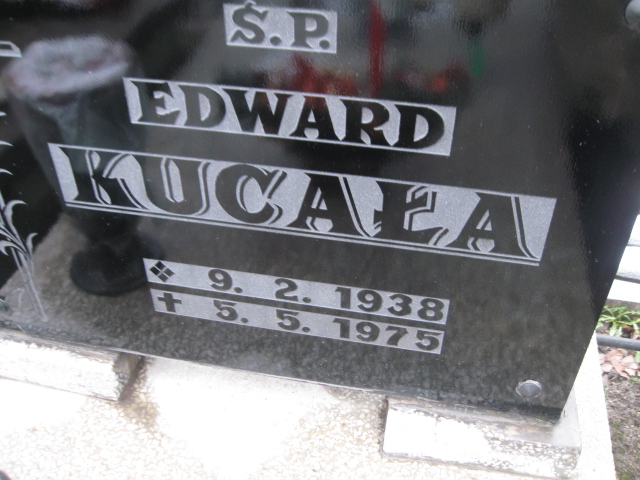 Ś.P.
EDWARD
KUCAŁA
❖ 9. 2. 1938
✝ 5. 5. 1975